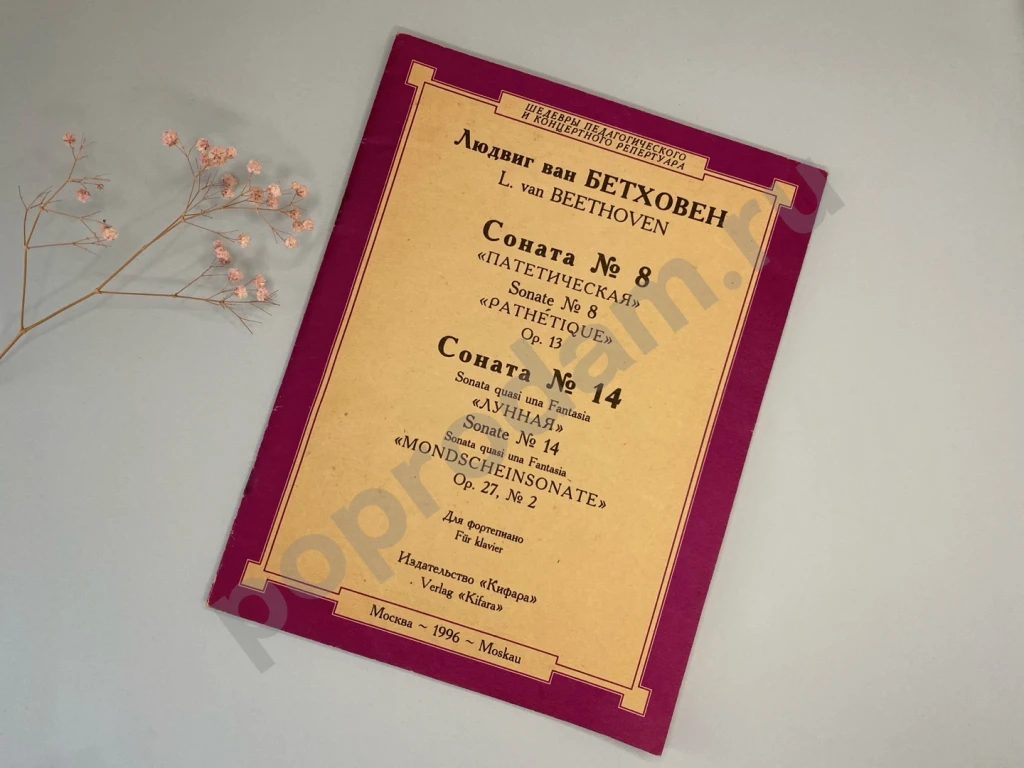 ШЕДЕВРЫ ПЕДАГОГИЧЕСКОГО
И КОНЦЕРТНОГО РЕПЕРТУАРА
Людвиг ван БЕТХОВЕН
L. van BEETHOVEN
Соната № 8
«ПАТЕТИЧЕСКАЯ»
Sonate № 8
«PATHÉTIQUE»
Op. 13
Соната № 14
Sonata quasi una Fantasia
«ЛУННАЯ»
Sonate № 14
Sonata quasi una Fantasia
«MONDSCHEINSONATE»
Op. 27, № 2
Для фортепиано
Für klavier
Издательство «Кифара»
Verlag «Kifara»
Москва ~ 1996 ~ Moskau
poprodam.ru